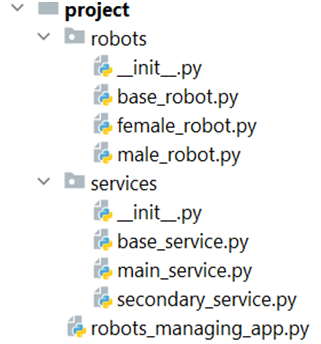 project
robots
__init__.py
base_robot.py
female_robot.py
male_robot.py
services
__init__.py
base_service.py
main_service.py
secondary_service.py
robots_managing_app.py